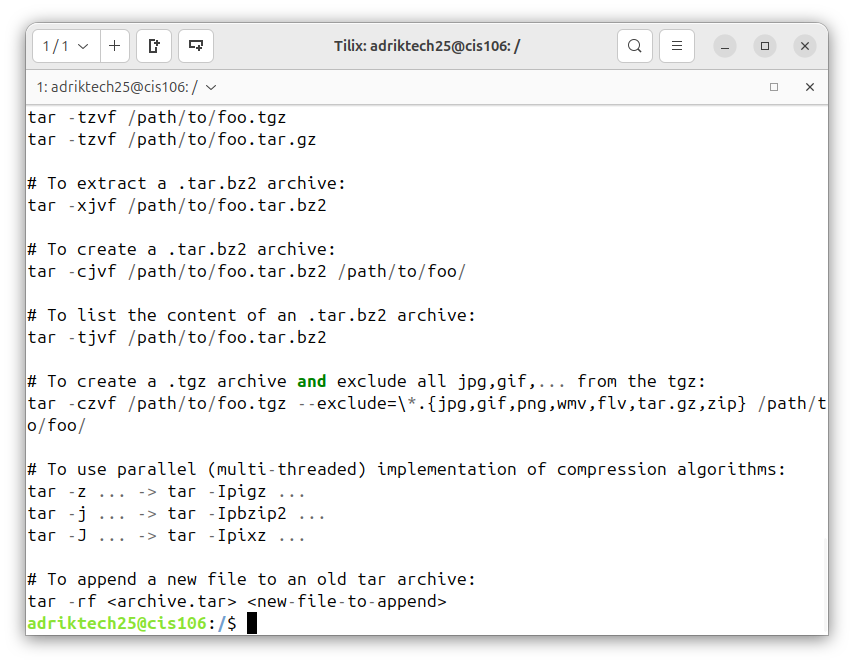 1 / 1
Tilix: adriktech25@cis106: /
1: adriktech25@cis106: /
tar -tzvf /path/to/foo.tgz
tar -tzvf /path/to/foo.tar.gz
# To extract a .tar.bz2 archive:
tar -xjvf /path/to/foo.tar.bz2
# To create a .tar.bz2 archive:
tar -cjvf /path/to/foo.tar.bz2 /path/to/foo/
# To list the content of an .tar.bz2 archive:
tar -tjvf /path/to/foo.tar.bz2
# To create a .tgz archive and exclude all jpg,gif,... from the tgz:
tar -czvf /path/to/foo.tgz --exclude=\*.{jpg,gif,png,wmv,flv,tar.gz,zip} /path/t
o/foo/
# To use parallel (multi-threaded) implementation of compression algorithms:
tar -z ... -> tar -Ipigz ...
tar -j ... -> tar -Ipbzip2 ...
tar -J ... -> tar -Ipixz ...
# To append a new file to an old tar archive:
tar -rf <archive.tar> <new-file-to-append>
adriktech25@cis106:/$